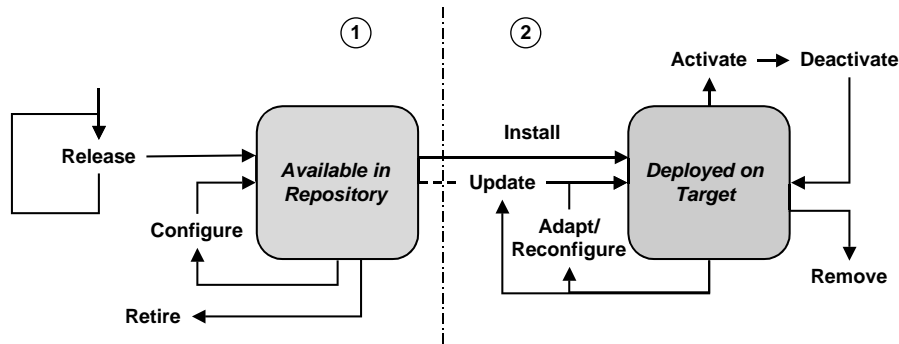 1
2
Activate
Deactivate
Release
Available in
Repository
Install
Update
Deployed on
Target
Configure
Adapt/
Reconfigure
Remove
Retire